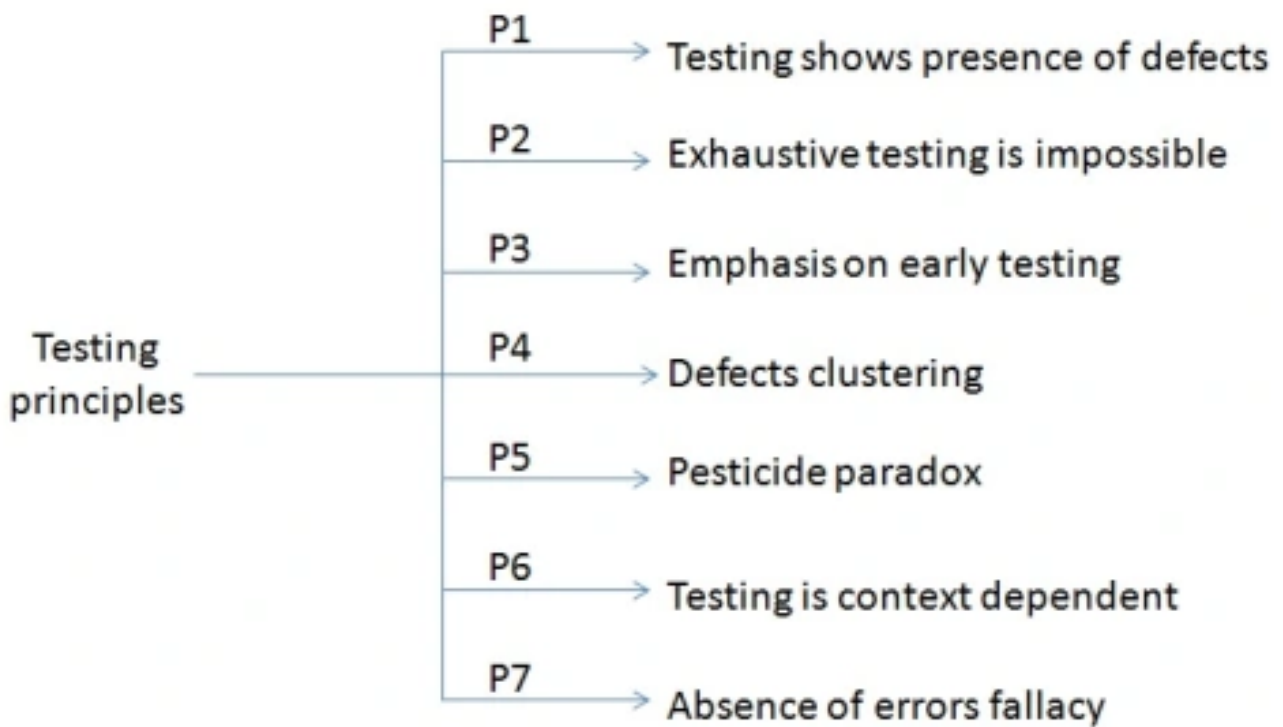 P1
Testing shows presence of defects
P2
Exhaustive testing is impossible
P3
Emphasis on early testing
Testing
principles
P4
Defects clustering
P5
Pesticide paradox
P6
Testing is context dependent
P7
Absence of errors fallacy